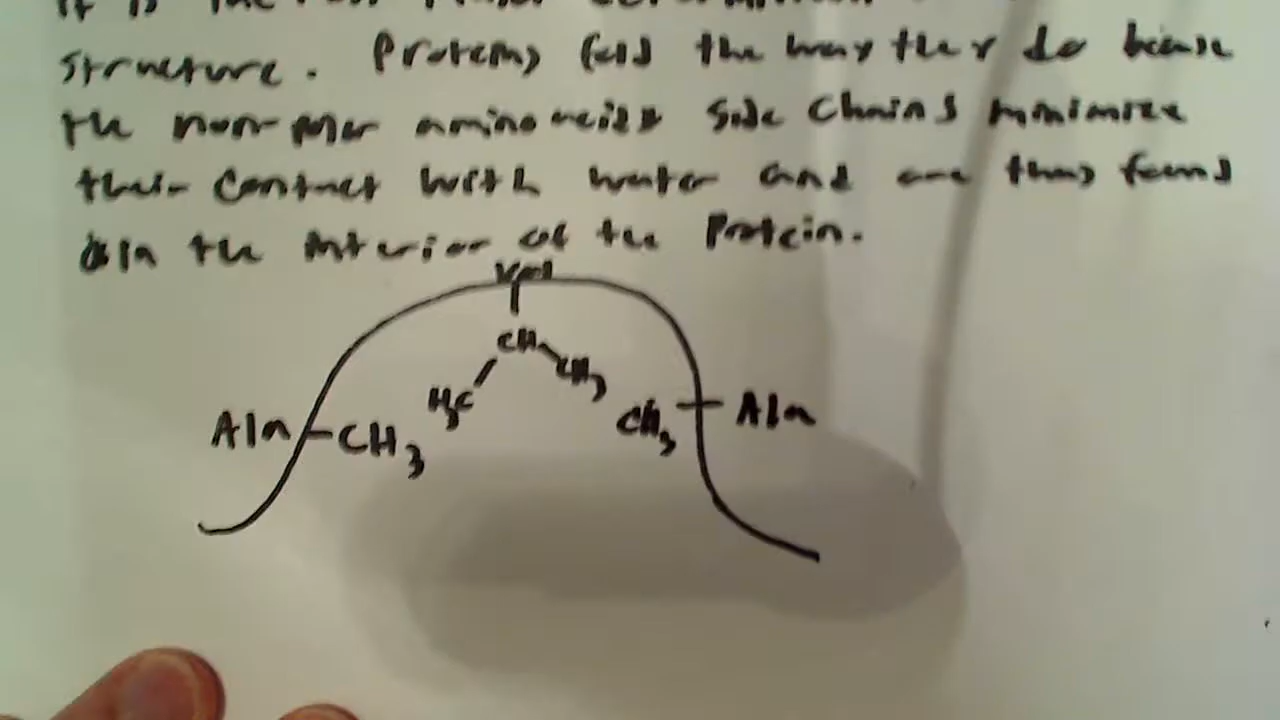 structure. Proteins fold the way they do because
the non-polar amino acids side chains minimize
their contact with water and are thus found
in the interior of the Protein.
Val
CH
CH3
H3C
CH3
Ala
Ala
CH3